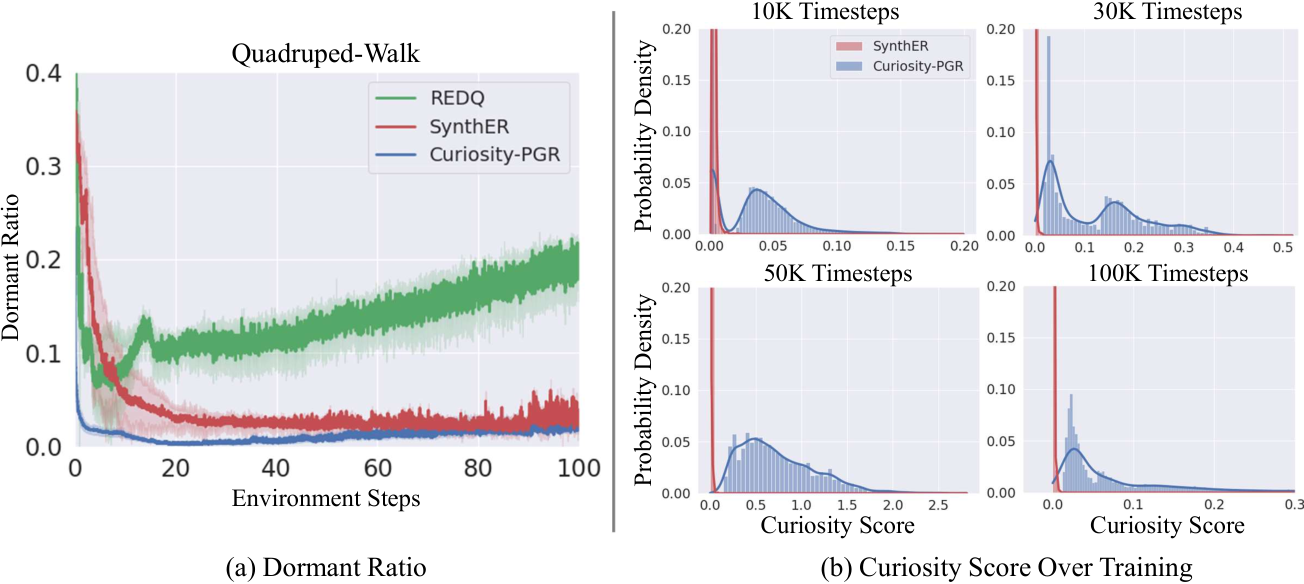 Quadruped-Walk
0.4
0.3
0.2
0.1
0.0
Dormant Ratio
REDQ
SynthER
Curiosity-PGR
0 20 40 60 80 100
Environment Steps
(a) Dormant Ratio
10K Timesteps
Probability Density
0.20
0.15
0.10
0.05
0.00
SynthER
Curiosity-PGR
0.00 0.05 0.10 0.15 0.20
30K Timesteps
0.20
0.15
0.10
0.05
0.00
0.0 0.1 0.2 0.3 0.4 0.5
50K Timesteps
Probability Density
0.20
0.15
0.10
0.05
0.00
0.0 0.5 1.0 1.5 2.0 2.5
Curiosity Score
100K Timesteps
0.20
0.15
0.10
0.05
0.00
0.0 0.1 0.2 0.3
Curiosity Score
(b) Curiosity Score Over Training